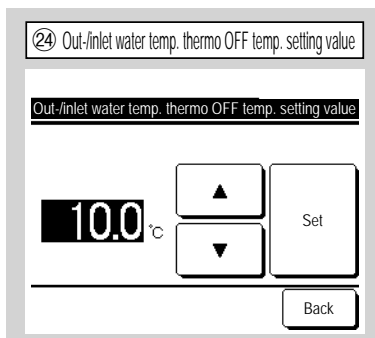 ㉔ Out-/inlet water temp. thermo OFF temp. setting value
Out-/inlet water temp. thermo OFF temp. setting value
10.0 °C
▲
▼
Set
Back